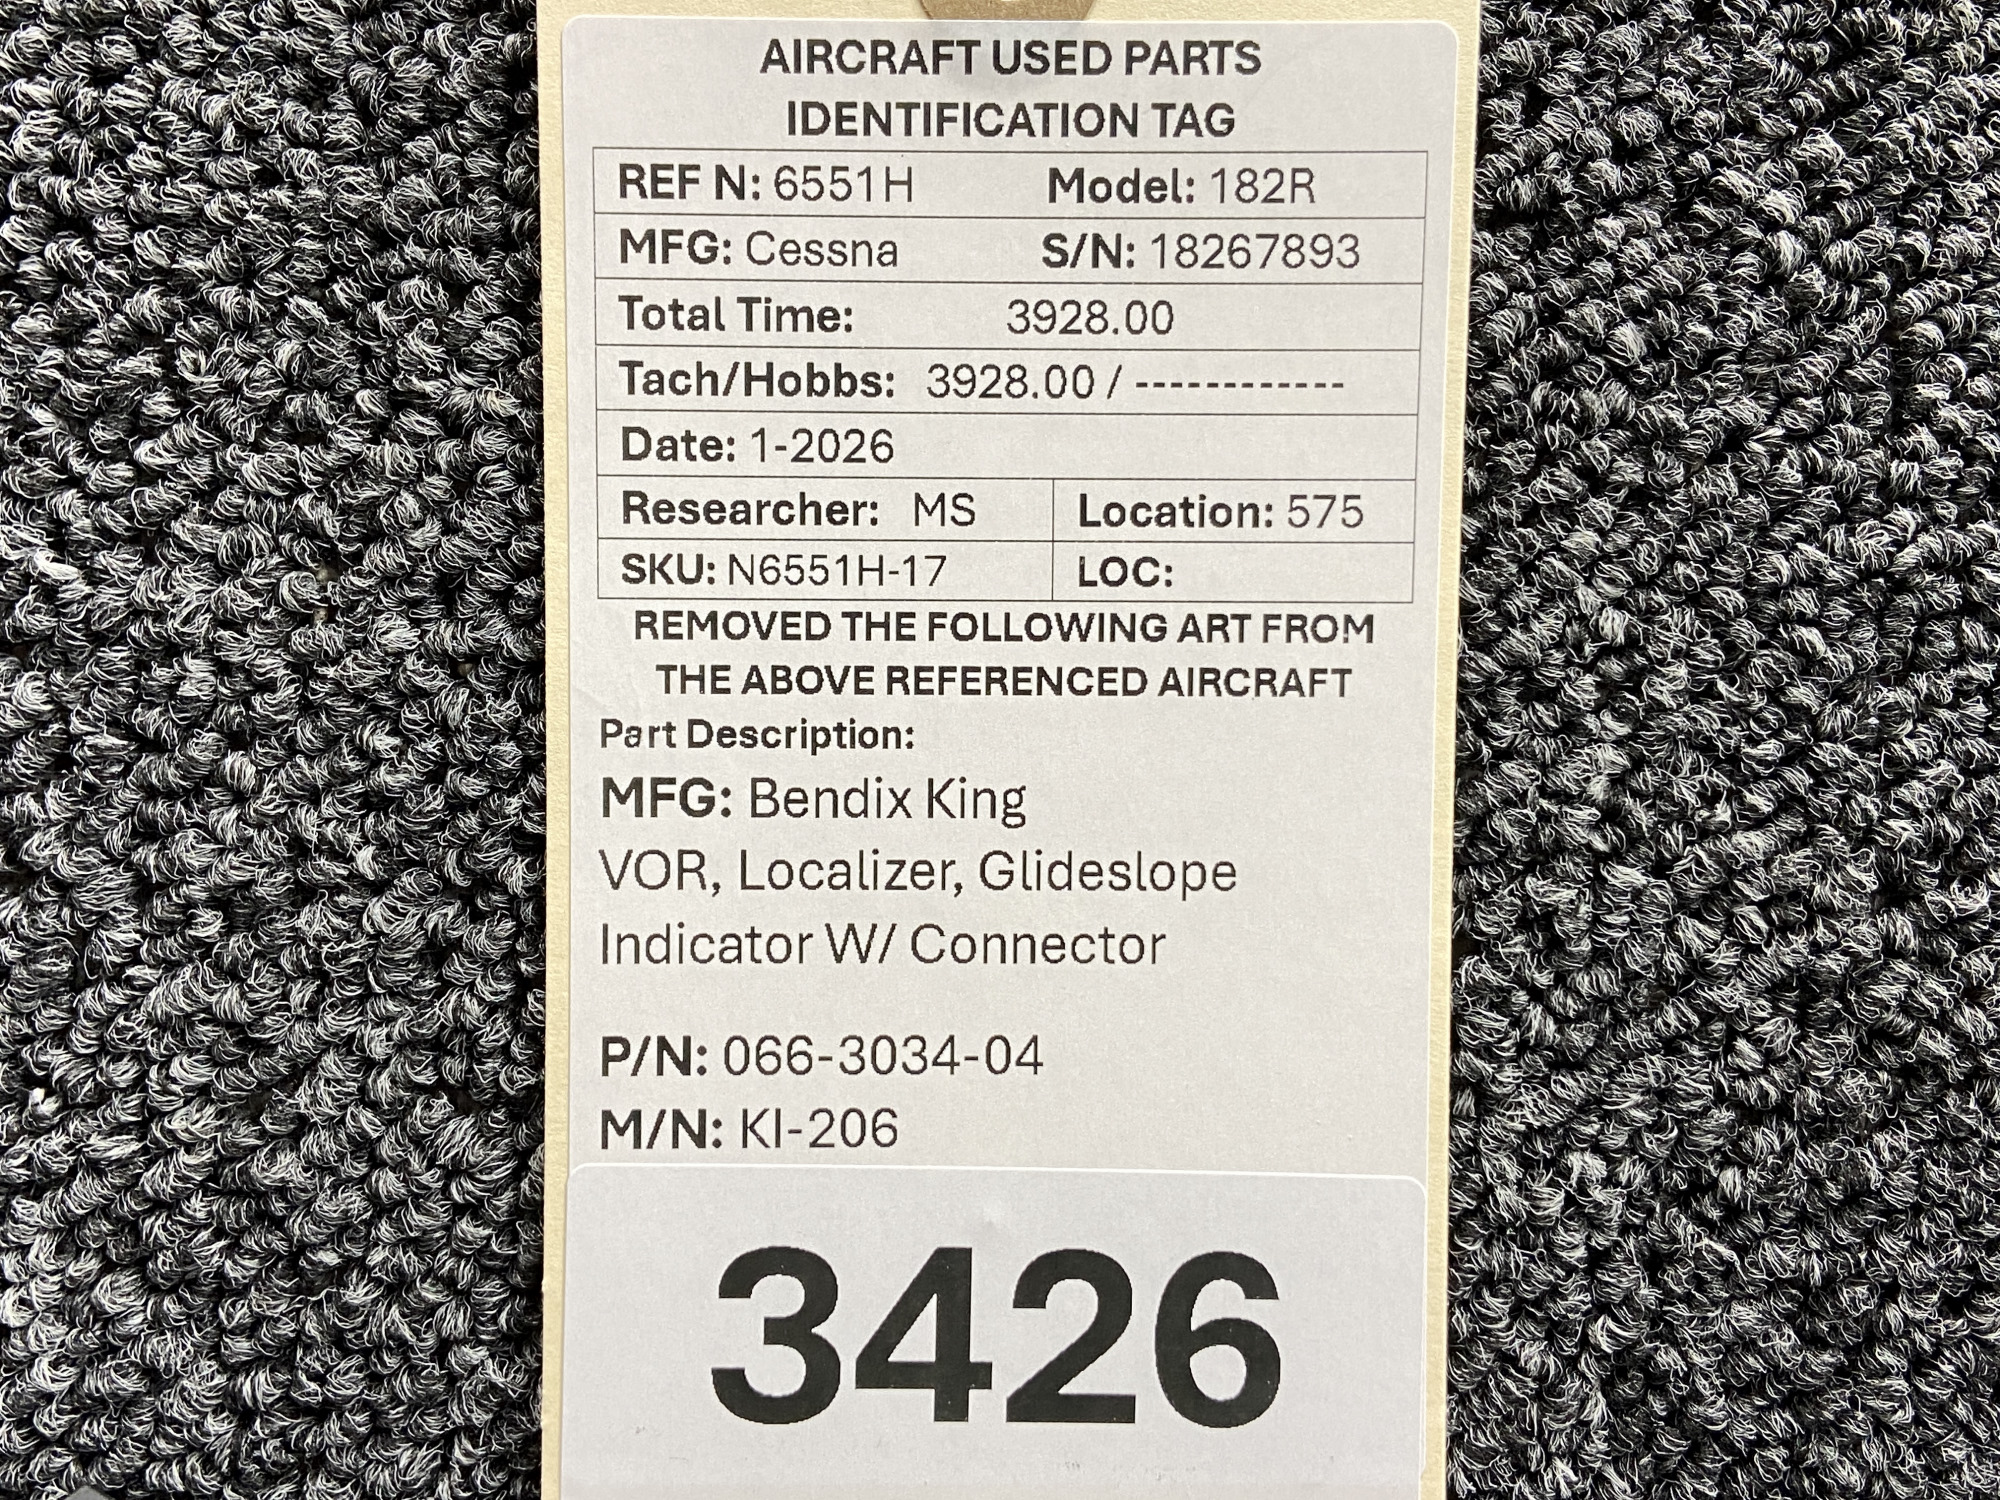 AIRCRAFT USED PARTS
IDENTIFICATION TAG
REF N: 6551H Model: 182R
MFG: Cessna S/N: 18267893
Total Time: 3928.00
Tach/Hobbs: 3928.00 / ------------
Date: 1-2026
Researcher: MS Location: 575
SKU: N6551H-17 LOC:
REMOVED THE FOLLOWING ART FROM
THE ABOVE REFERENCED AIRCRAFT
Part Description:
MFG: Bendix King
VOR, Localizer, Glideslope
Indicator W/ Connector
P/N: 066-3034-04
M/N: KI-206
3426